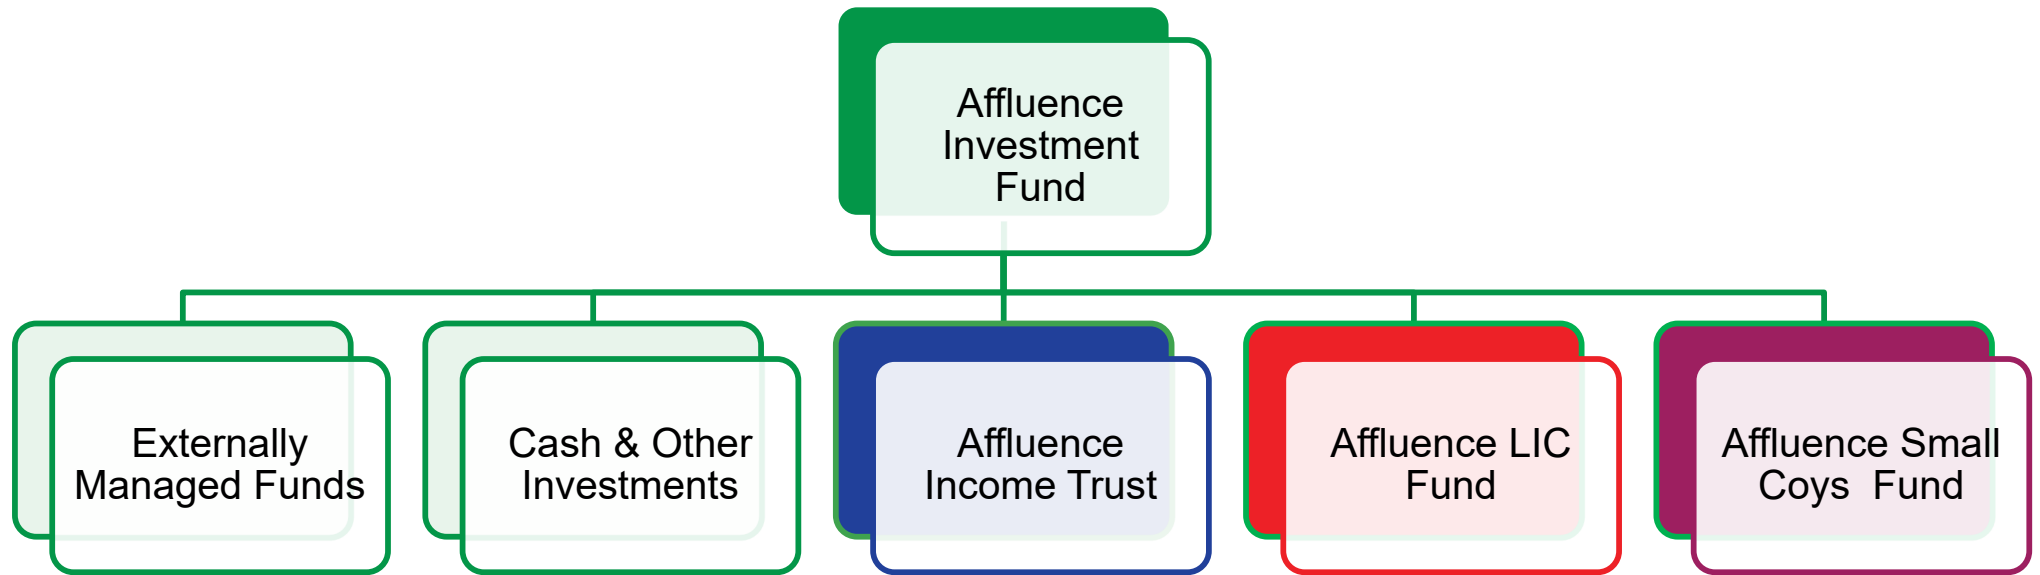 Affluence
Investment
Fund
Externally
Managed Funds
Cash & Other
Investments
Affluence
Income Trust
Affluence LIC
Fund
Affluence Small
Coys  Fund